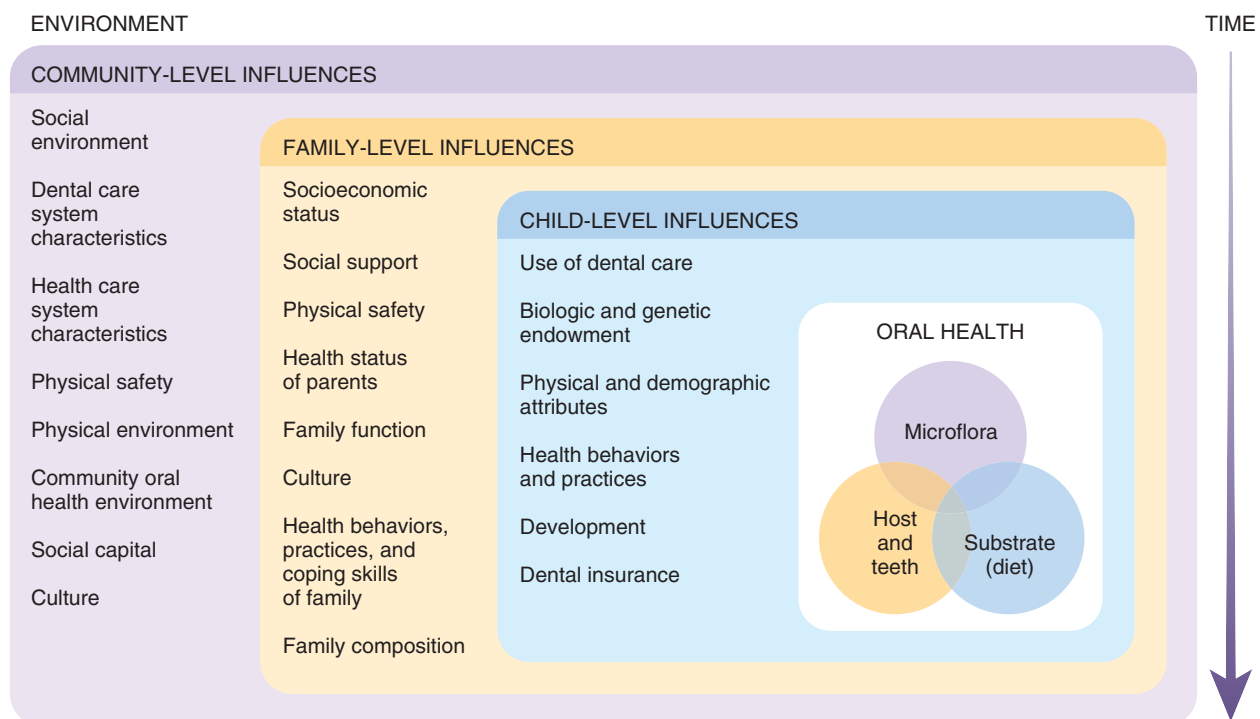 ENVIRONMENT
TIME
COMMUNITY-LEVEL INFLUENCES
Social
environment
Dental care
system
characteristics
Health care
system
characteristics
Physical safety
Physical environment
Community oral
health environment
Social capital
Culture
FAMILY-LEVEL INFLUENCES
Socioeconomic
status
Social support
Physical safety
Health status
of parents
Family function
Culture
Health behaviors,
practices, and
coping skills
of family
Family composition
CHILD-LEVEL INFLUENCES
Use of dental care
Biologic and genetic
endowment
Physical and demographic
attributes
Health behaviors
and practices
Development
Dental insurance
ORAL HEALTH
Microflora
Host
and
teeth
Substrate
(diet)